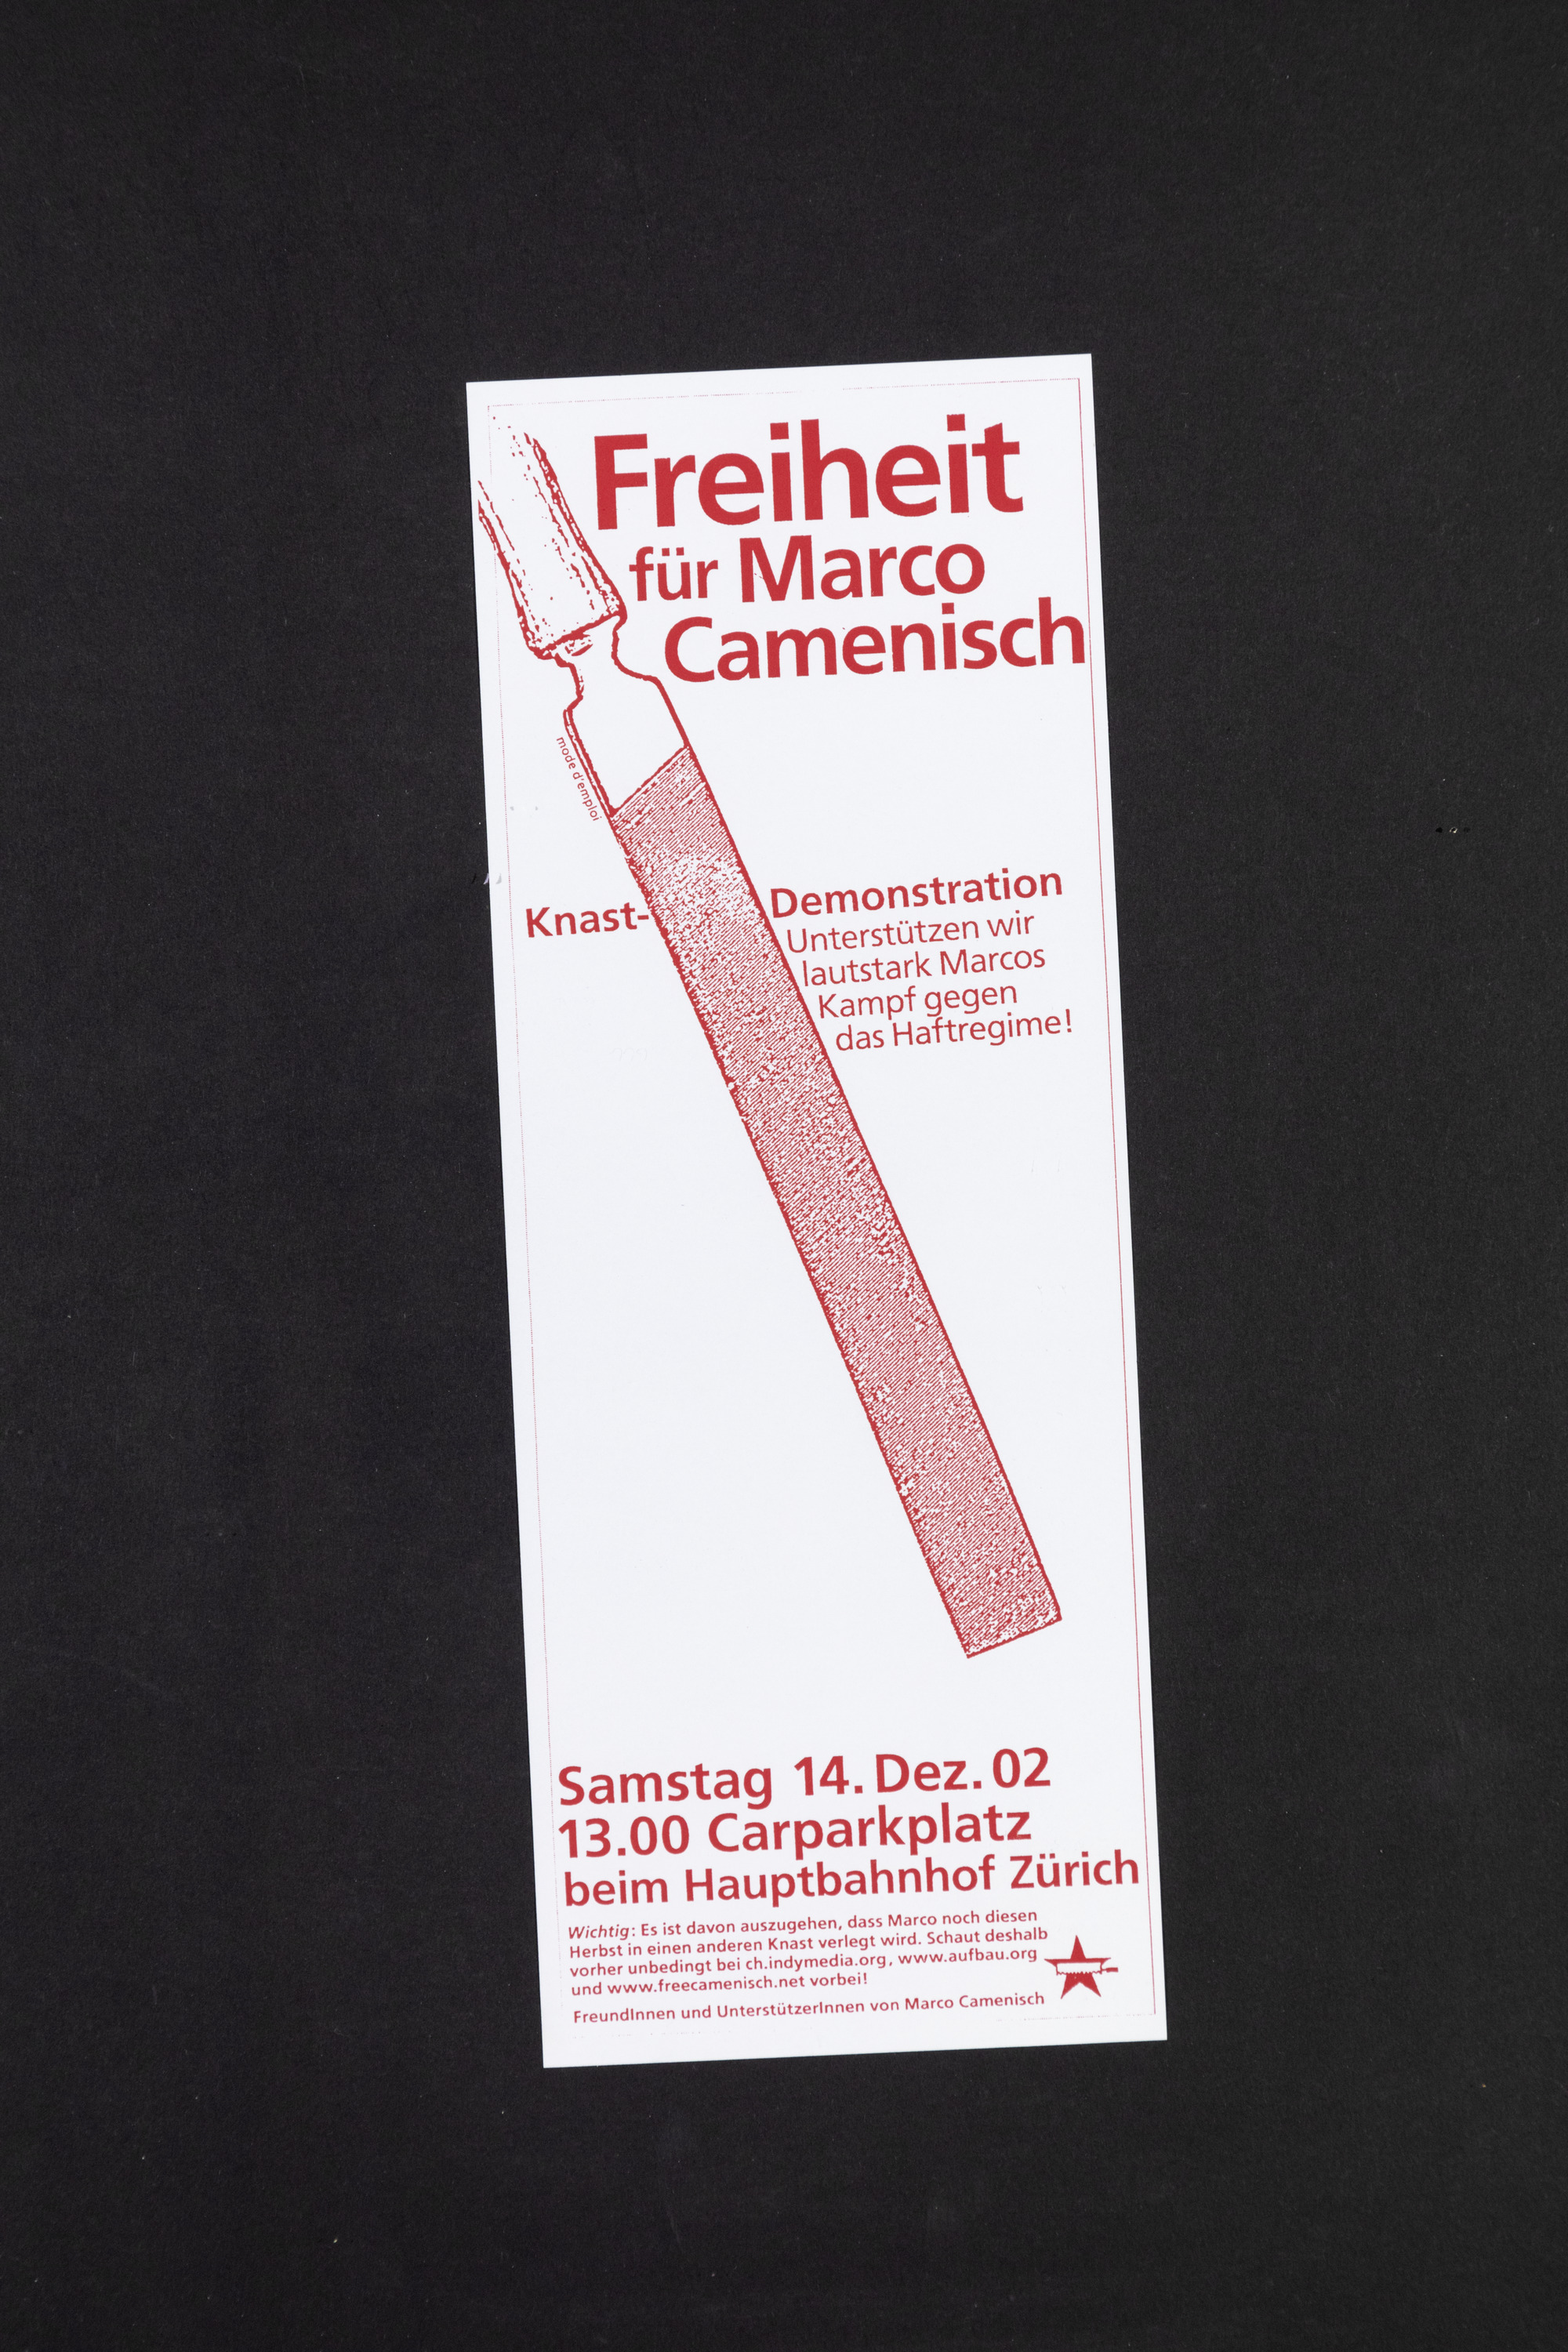 Freiheit
für Marco
Camenisch
mode d'emploi
Knast-Demonstration
Unterstützen wir
lautstark Marcos
Kampf gegen
das Haftregime!
Samstag 14. Dez. 02
13.00 Carparkplatz
beim Hauptbahnhof Zürich
Wichtig: Es ist davon auszugehen, dass Marco noch diesen
Herbst in einen anderen Knast verlegt wird. Schaut deshalb
vorher unbedingt bei ch.indymedia.org, www.aufbau.org
und www.freecamenisch.net vorbei!
FreundInnen und UnterstützerInnen von Marco Camenisch